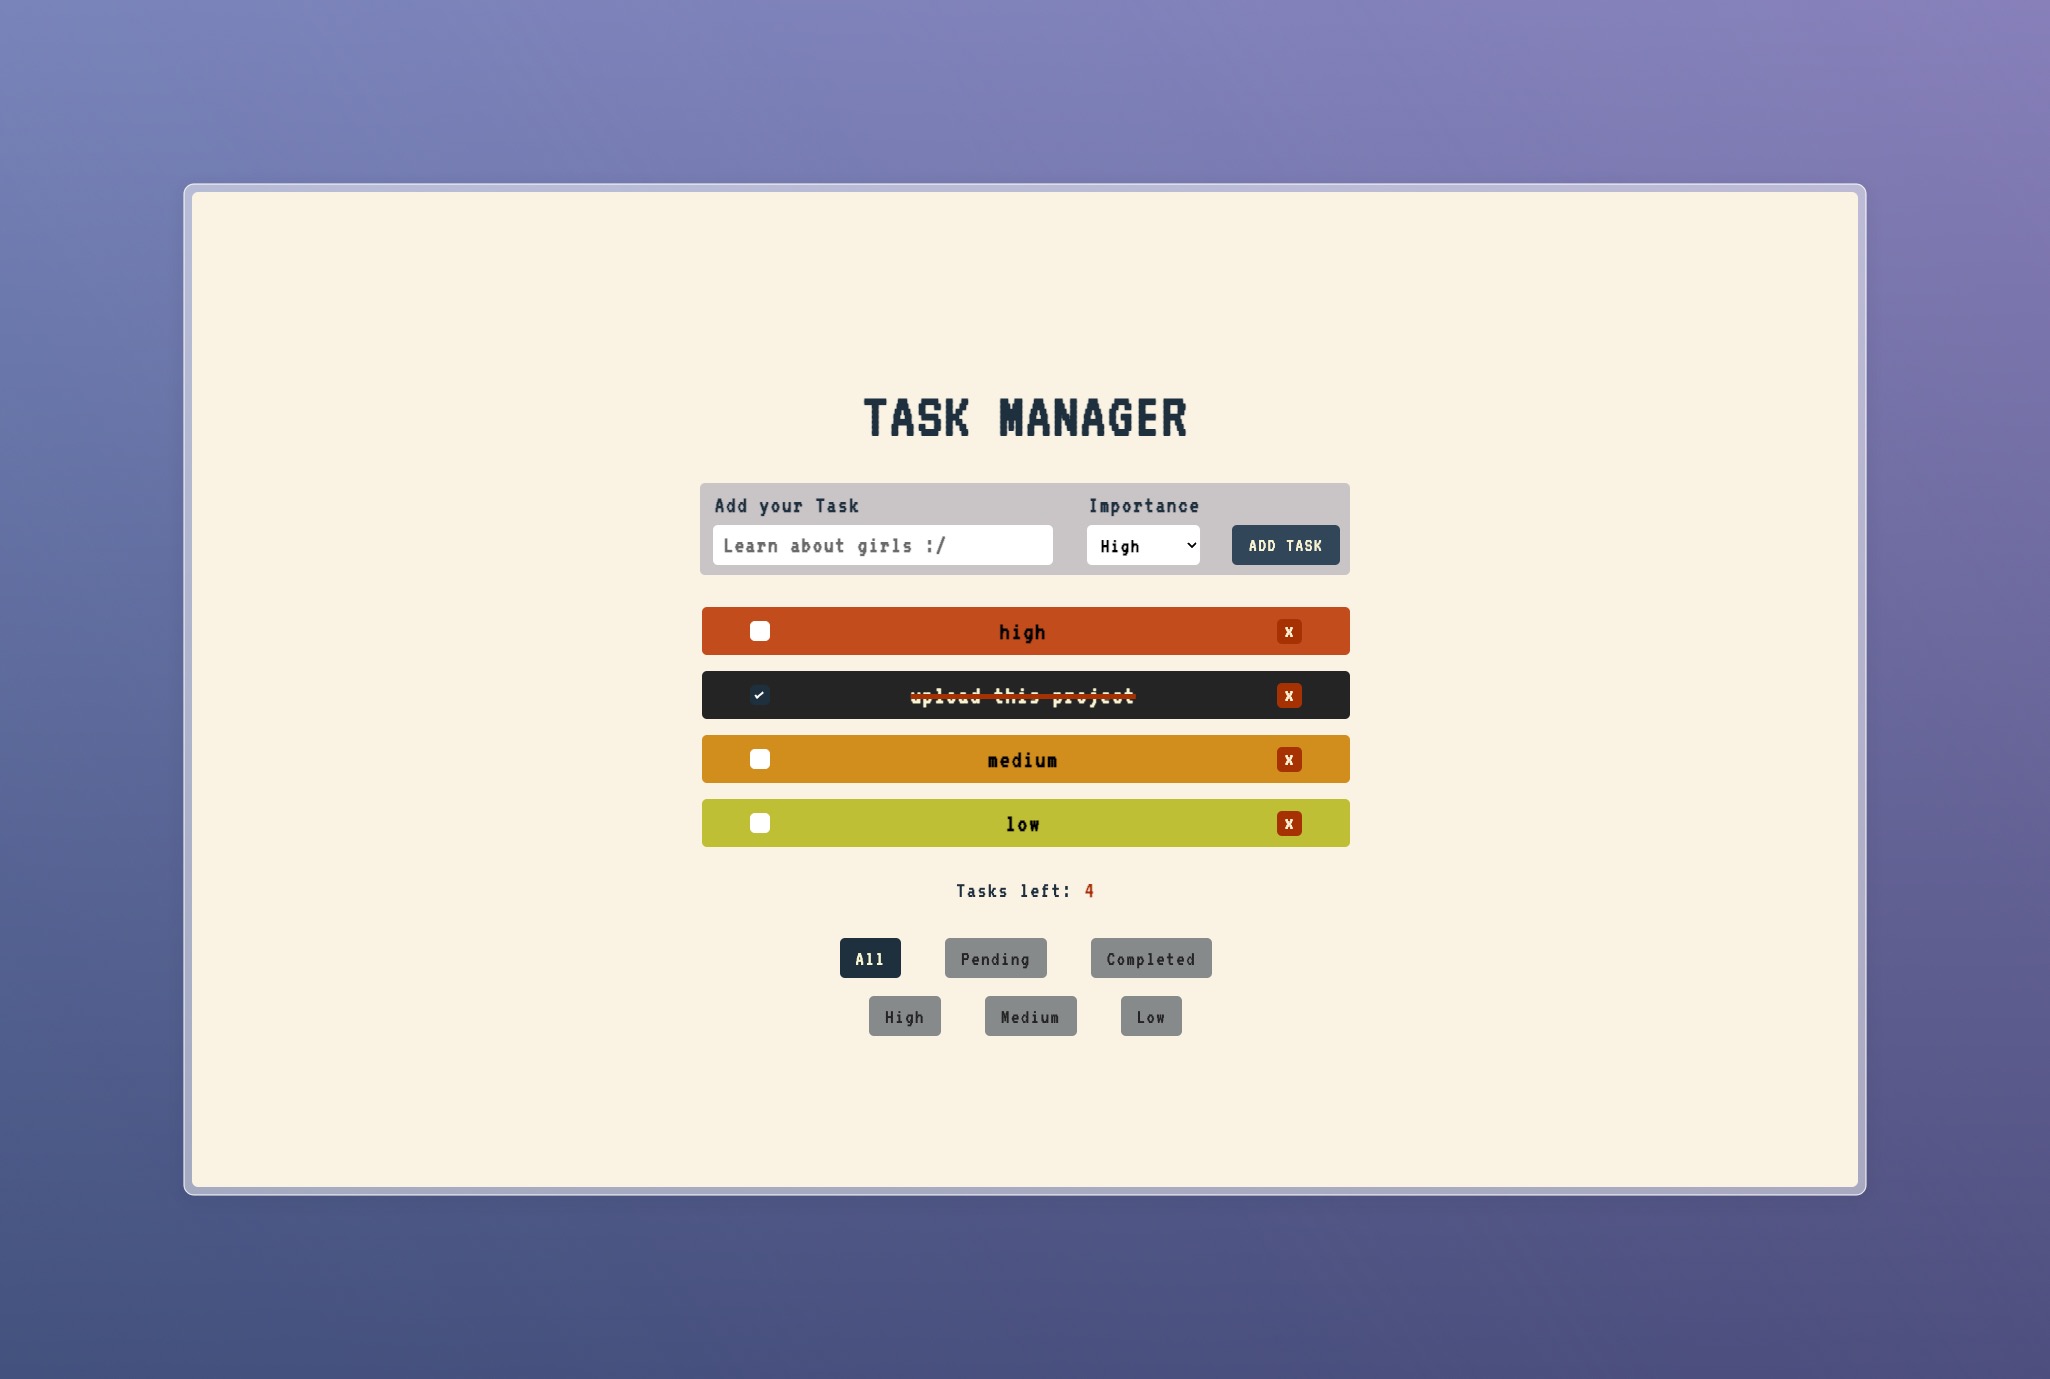 TASK MANAGER
Add your Task
Importance
Learn about girls :/
High
ADD TASK
high
X
upload this project
X
medium
X
low
X
Tasks left: 4
All
Pending
Completed
High
Medium
Low